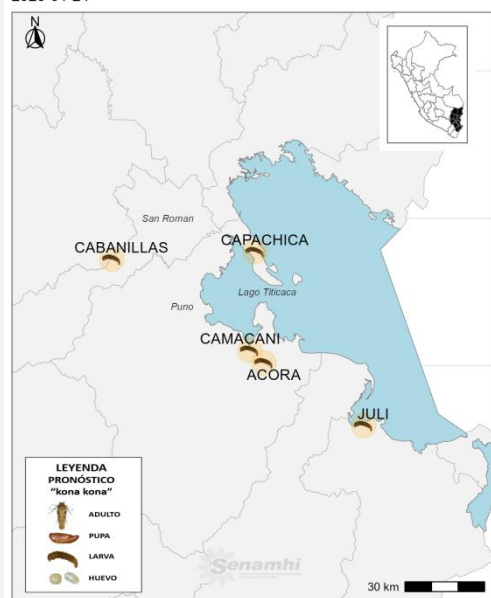 N
San Roman
CABANILLAS
CAPACHICA
Lago Titicaca
Puno
CAMACANI
ACORA
JULI
LEYENDA
PRONÓSTICO
"kona kona"
ADULTO
PUPA
LARVA
HUEVO
Senamhi
30 km